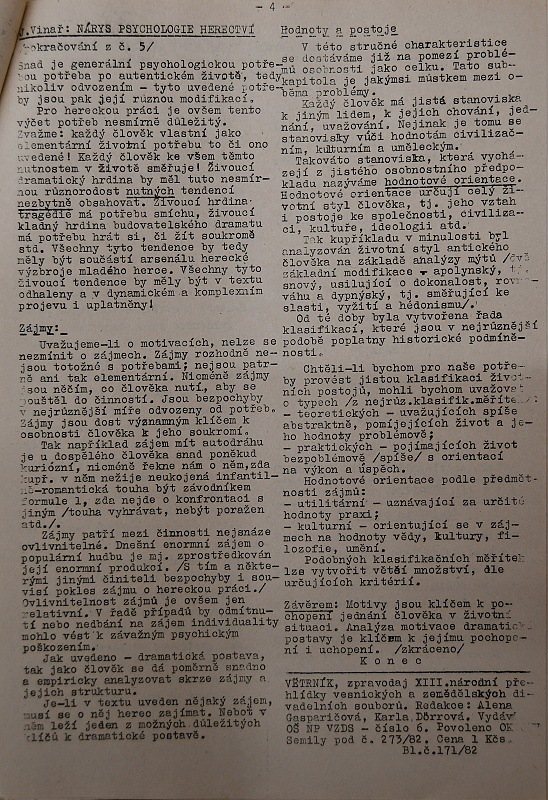 - 4 -
Vinař: NÁRYS PSYCHOLOGIE HERECTVÍ
/pokračování z č. 5/
Snad je generální psychologickou potře-
bou potřeba po autentickém životě, tedy
nikoliv odvozením - tyto uvedené potře-
by jsou pak její různou modifikací.
Pro hereckou práci je ovšem tento
výčet potřeb nesmírně důležitý.
Zvažme: každý člověk vlastní jako
elementární životní potřebu to či ono
uvedené! Každý člověk ke všem těmto
nutnostem v životě směřuje! Živoucí
dramatický hrdina by měl tuto nesmír-
nou různorodost nutných tendencí
nezbytně obsahovat. Živoucí hrdina
tragédie má potřebu smíchu, živoucí
kladný hrdina budovatelského dramatu
má potřebu hrát si, či žít soukromě
std. Všechny tyto tendence by tedy
měly být součástí arsenálu herecké
výzbroje mladého herce. Všechny tyto
živoucí tendence by měly být v textu
odhaleny a v dynamickém a komplexním
projevu i uplatněny!
Zájmy:
Uvažujeme-li o motivacích, nelze se
nezmínit o zájmech. Zájmy rozhodně ne-
jsou totožné s potřebami; nejsou patr-
ně ani tak elementární. Nicméně zájmy
jsou něčím, co člověka nutí, aby se
pouštěl do činností. Jsou bezpochyby
v nejrůznější míře odvozeny od potřeb.
Zájmy jsou dost významným klíčem k
osobnosti člověka k jeho soukromí.
Tak například zájem mít autodráhu
je u dospělého člověka snad poněkud
kuriózní, nicméně řekne nám o něm,zda
kupř. v něm nežije neukojená infantil-
ně-romantická touha být závodníkem
formule 1, zda nejde o konfrontaci s
jiným /touha vyhrávat, nebýt poražen
atd./.
Zájmy patří mezi činnosti nejsnáze
ovlivnitelné. Dnešní enormní zájem o
populární hudbu je mj. zprostředkován
její enormní produkcí. /S tím a někte-
rými jinými činiteli bezpochyby i sou-
visí pokles zájmu o hereckou práci./
Ovlivnitelnost zájmů je ovšem jen
relativní. V řadě případů by odmítnu-
tí nebo nedbání na zájem individuality
mohlo vést k závažným psychickým
poškozením.
Jak uvedeno - dramatická postava,
tak jako člověk se dá poměrně snadno
a empiricky analyzovat skrze zájmy a
jejich strukturu.
Je-li v textu uveden nějaký zájem,
musí se o něj herec zajímat. Neboť v
něm leží jeden z možných důležitých
klíčů k dramatické postavě.
Hodnoty a postoje
V této stručné charakteristice
se dostáváme již na pomezí problé-
mů osobnosti jako celku. Tato sub-
kapitola je jakýmsi můstkem mezi o-
běma problémy.
Každý člověk má jistá stanoviska
k jiným lidem, k jejich chování, jed-
nání, uvažování. Nejinak je tomu se
stanovisky vůči hodnotám civilizač-
ním, kulturním a uměleckým.
Takováto stanoviska, která vychá-
zejí z jistého osobnostního předpo-
kladu nazýváme hodnotové orientace.
Hodnotové orientace určují celý ži-
votní styl člověka, tj. jeho vztah
i postoje ke společnosti, civiliza-
ci, kultuře, ideologii atd.
Tak kupříkladu v minulosti byl
analyzován životní styl antického
člověka na základě analýzy mýtů /dvě
základní modifikace - apolynský, tj.
snový, usilující o dokonalost, rovno-
váhu a dypnýský, tj. směřující ke
slasti, vyžití a hédonismu/.
Od té doby byla vytvořena řada
klasifikací, které jsou v nejrůznější
podobě poplatny historické podmíně-
nosti.
Chtěli-li bychom pro naše potře-
by provést jistou klasifikaci život-
ních postojů, mohli bychom uvažovat
o typech /z nejrůz.klasifik.měřítek/:
- teoretických - uvažujících spíše
abstraktně, pomíjejících život a je-
ho hodnoty problémově;
- praktických - pojímajících život
bezpoblémově /spíše/ s orientací
na výkon a úspěch.
Hodnotové orientace podle předmět-
nosti zájmů:
- utilitární - uznávající za určité
hodnoty praxi;
- kulturní - orientující se v záj-
mech na hodnoty vědy, kultury, fi-
lozofie, umění.
Podobných klasifikačních měřítek
lze vytvořit větší množství, dle
určujících kritérií.
Závěrem: Motivy jsou klíčem k po-
chopení jednání člověka v životní
situaci. Analýza motivace dramatické
postavy je klíčem k jejímu pochope-
ní i uchopení. /zkráceno/
K o n e c
VĚTRNÍK, zpravodaj XIII.národní pře-
hlídky vesnických a zemědělských di-
vadelních souborů. Redakce: Alena
Gasparičová, Karla Dörrová. Vydáv
OŠ NP VZDS - číslo 6. Povoleno OK
Semily pod č. 273/82. Cena 1 Kčs.
Bl.č.171/82